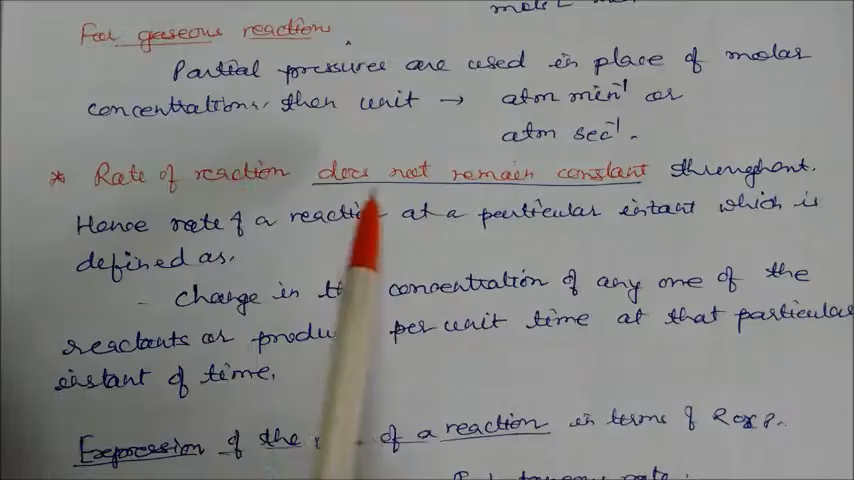 For gaseous reaction
Partial pressures are used in place of molar
concentrations, then unit → atm min⁻¹ or
atm sec⁻¹.
* Rate of reaction does not remain constant throughout.
Hence rate of a reaction at a particular instant which is
defined as.
- change in the concentration of any one of the
reactants or per unit time at that particular
instant of time.
Expression of the of a reaction in terms of R or P.
rate